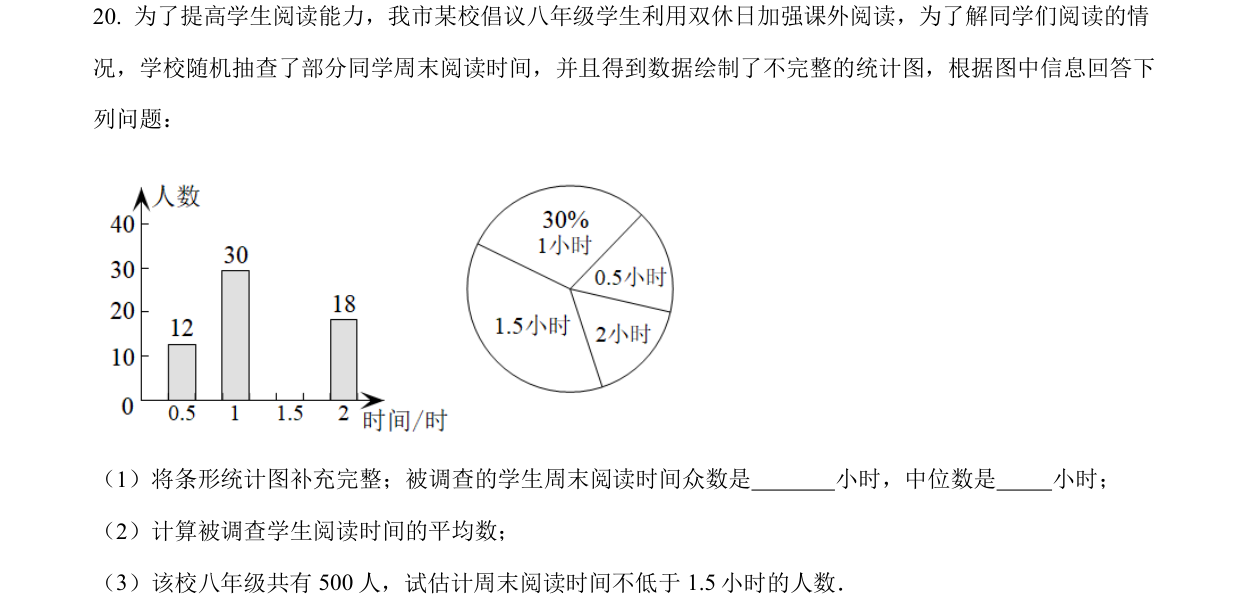 20. 为了提高学生阅读能力，我市某校倡议八年级学生利用双休日加强课外阅读，为了解同学们阅读的情
况，学校随机抽查了部分同学周末阅读时间，并且得到数据绘制了不完整的统计图，根据图中信息回答下
列问题：
人数
40
30
20
10
0
12
30
18
0.5
1
1.5
2
时间/时
30%
1小时
0.5小时
1.5小时
2小时
（1）将条形统计图补充完整；被调查的学生周末阅读时间众数是_______小时，中位数是_____小时；
（2）计算被调查学生阅读时间的平均数；
（3）该校八年级共有 500 人，试估计周末阅读时间不低于 1.5 小时的人数．